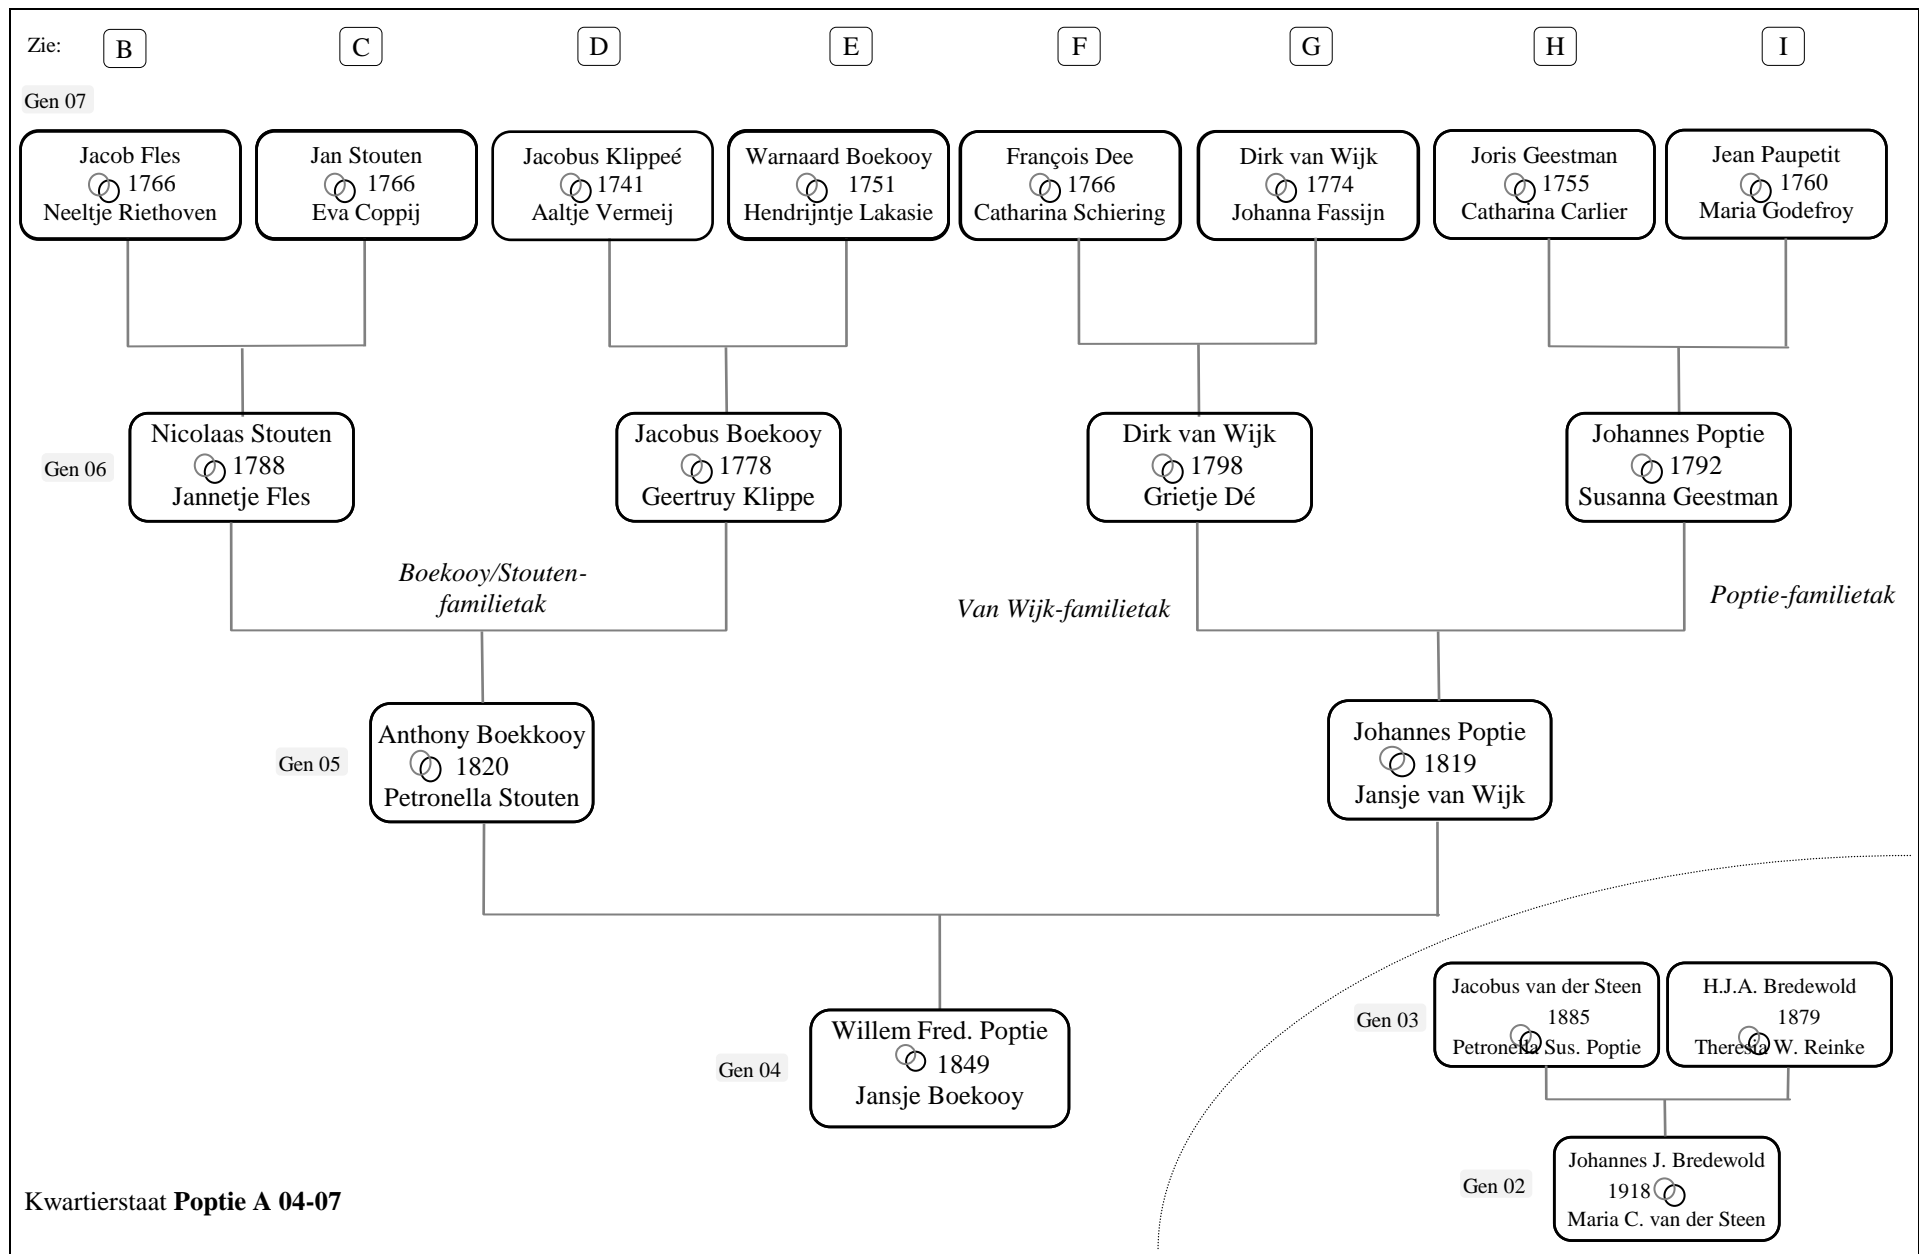 Zie:
B
C
D
E
F
G
H
I
Gen 07
Jacob Fles
1766
Neeltje Riethoven
Jan Stouten
1766
Eva Coppij
Jacobus Klippeé
1741
Aaltje Vermeij
Warnaard Boekooy
1751
Hendrijntje Lakasie
François Dee
1766
Catharina Schiering
Dirk van Wijk
1774
Johanna Fassijn
Joris Geestman
1755
Catharina Carlier
Jean Paupetit
1760
Maria Godefroy
Gen 06
Nicolaas Stouten
1788
Jannetje Fles
Jacobus Boekooy
1778
Geertruy Klippe
Dirk van Wijk
1798
Grietje Dé
Johannes Poptie
1792
Susanna Geestman
Boekooy/Stouten-
familietak
Van Wijk-familietak
Poptie-familietak
Gen 05
Anthony Boekkooy
1820
Petronella Stouten
Johannes Poptie
1819
Jansje van Wijk
Gen 04
Willem Fred. Poptie
1849
Jansje Boekooy
Gen 03
Jacobus van der Steen
1885
Petronella Sus. Poptie
H.J.A. Bredewold
1879
Theresia W. Reinke
Gen 02
Johannes J. Bredewold
1918
Maria C. van der Steen
Kwartierstaat Poptie A 04-07